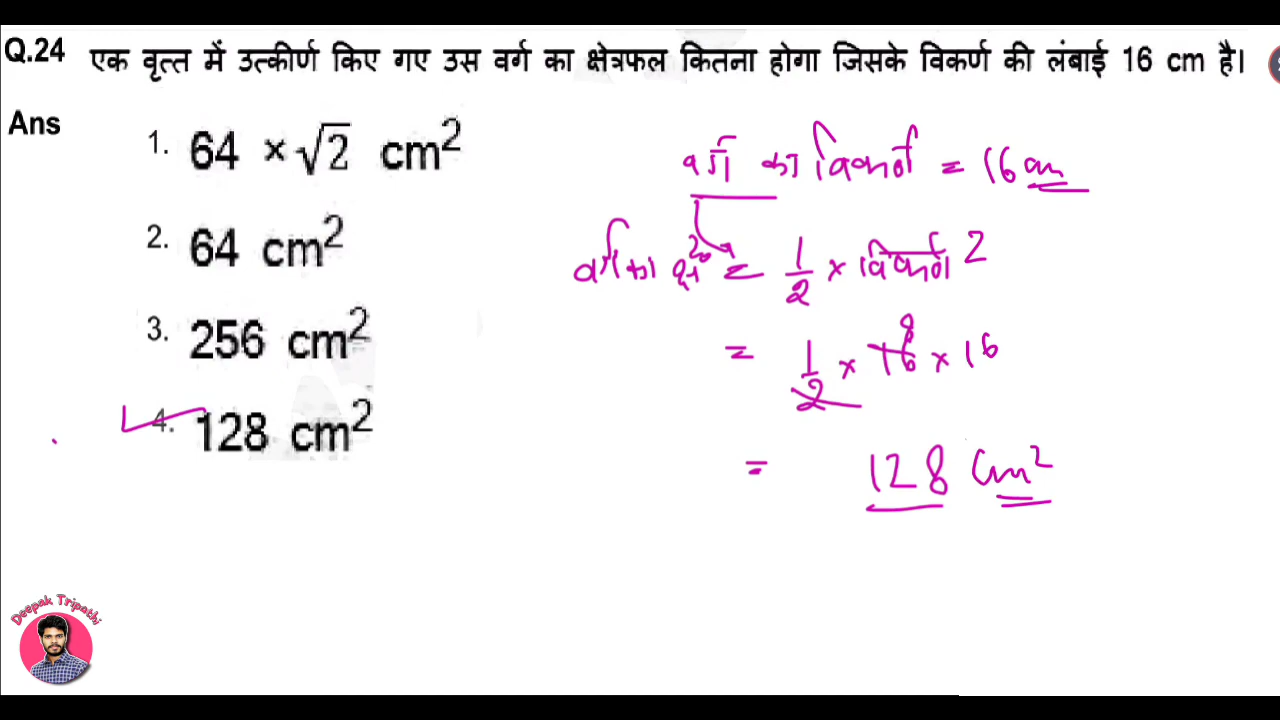 Q.24 एक वृत्त में उत्कीर्ण किए गए उस वर्ग का क्षेत्रफल कितना होगा जिसके विकर्ण की लंबाई 16 cm है।
Ans
1. 64 × √2 cm²
2. 64 cm²
3. 256 cm²
4. 128 cm²
वर्ग का विकर्ण = 16 cm
वर्ग का क्षे० = 1/2 × विकर्ण²
= 1/2 × 16 × 16
8
= 128 cm²
Deepak Tripathi